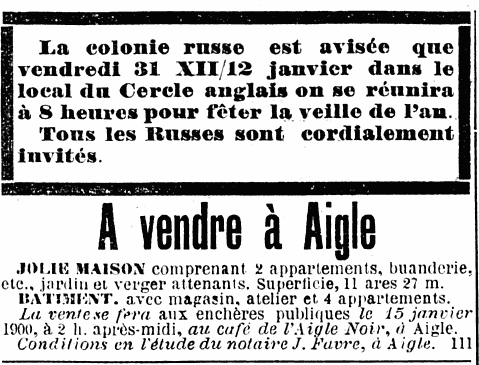 La colonie russe est avisée que
vendredi 31 XII/12 janvier dans le
local du Cercle anglais on se réunira
à 8 heures pour fêter la veille de l'an.
Tous les Russes sont cordialement
invités.
A vendre à Aigle
JOLIE MAISON comprenant 2 appartements, buanderie,
etc., jardin et verger attenants. Superficie, 11 ares 27 m.
BATIMENT. avec magasin, atelier et 4 appartements.
La vente se fera aux enchères publiques le 15 janvier
1900, à 2 h. après-midi, au café de l'Aigle Noir, à Aigle.
Conditions en l'étude du notaire J. Favre, à Aigle. 111